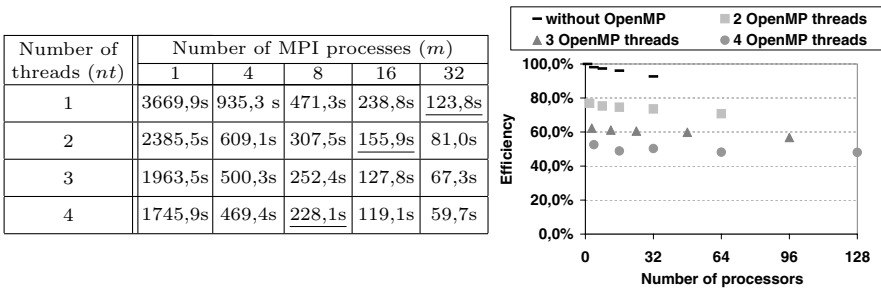 Number of threads (nt) Number of MPI processes (m)
1 4 8 16 32
1 3669,9s 935,3 s 471,3s 238,8s 123,8s
2 2385,5s 609,1s 307,5s 155,9s 81,0s
3 1963,5s 500,3s 252,4s 127,8s 67,3s
4 1745,9s 469,4s 228,1s 119,1s 59,7s
without OpenMP 2 OpenMP threads
3 OpenMP threads 4 OpenMP threads
100,0%
80,0%
60,0%
40,0%
20,0%
0,0%
Efficiency
0 32 64 96 128
Number of processors